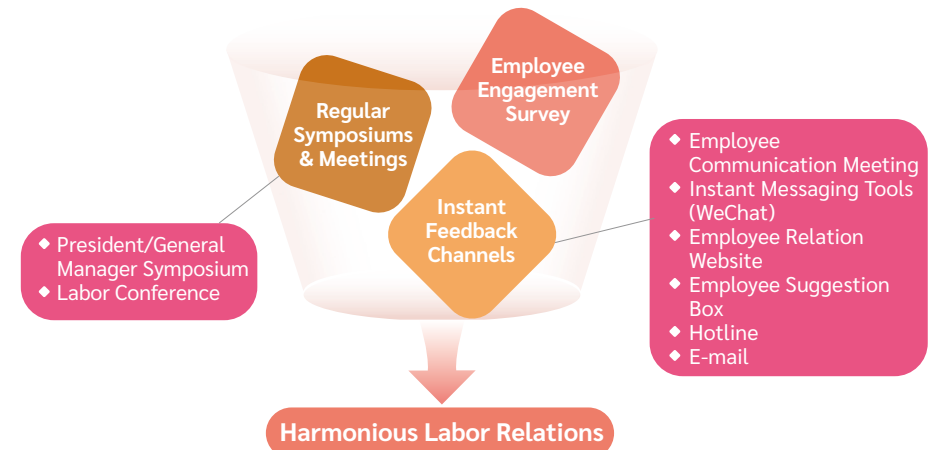 Employee
Engagement
Survey
Regular
Symposiums
& Meetings
Instant
Feedback
Channels
◆ President/General
Manager Symposium
◆ Labor Conference
◆ Employee
Communication Meeting
◆ Instant Messaging Tools
(WeChat)
◆ Employee Relation
Website
◆ Employee Suggestion
Box
◆ Hotline
◆ E-mail
Harmonious Labor Relations